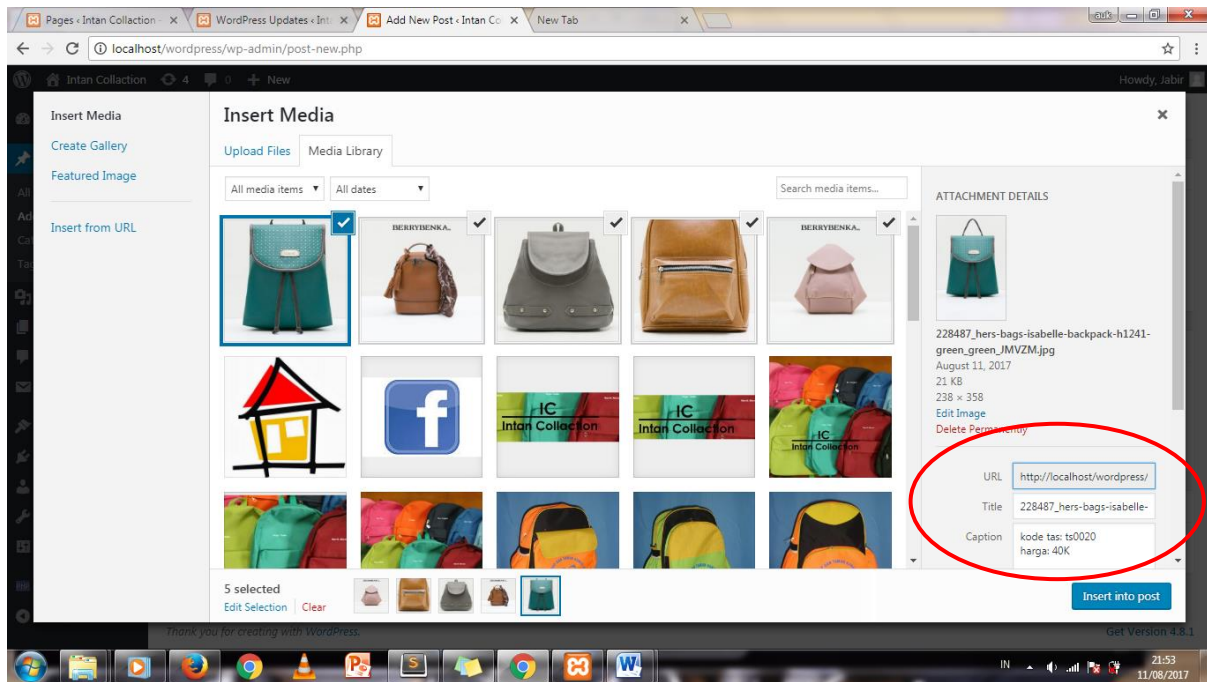 Pages ‹ Intan Collaction -
WordPress Updates ‹ Int
Add New Post ‹ Intan Co
New Tab
localhost/wordpress/wp-admin/post-new.php
Intan Collaction 4 0 + New
Howdy, Jabir
Insert Media
Create Gallery
Featured Image
Insert from URL
Insert Media
Upload Files Media Library
All media items All dates
Search media items...
BERRYBENKA.
BERRYBENKA.
IC
Intan Collection
IC
Intan Collection
IC
Intan Collection
ATTACHMENT DETAILS
228487_hers-bags-isabelle-backpack-h1241-
green_green_JMVZM.jpg
August 11, 2017
21 KB
238 × 358
Edit Image
Delete Permanently
URL http://localhost/wordpress/
Title 228487_hers-bags-isabelle-
Caption kode tas: ts0020
harga: 40K
5 selected
Edit Selection Clear
Insert into post
Thank you for creating with WordPress.
Get Version 4.8.1
IN
21:53
11/08/2017